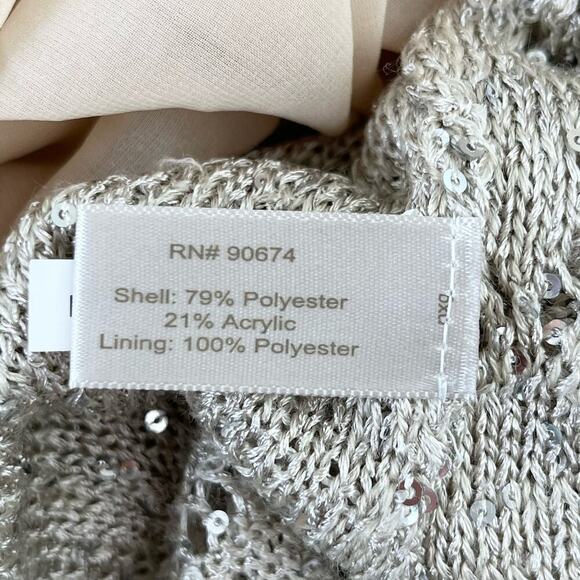 RN# 90674
Shell: 79% Polyester
21% Acrylic
Lining: 100% Polyester